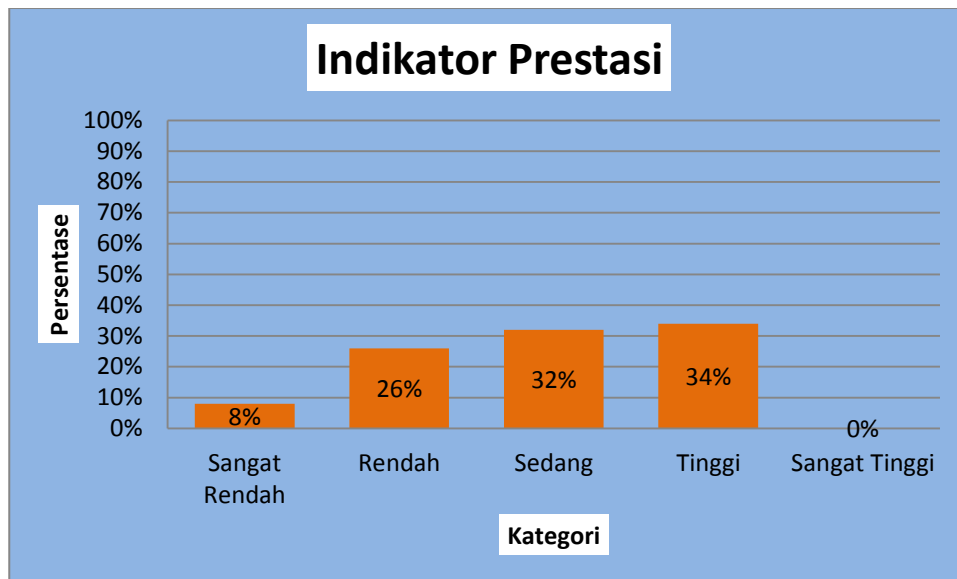 Indikator Prestasi
100%
90%
80%
70%
60%
50%
40%
30%
20%
10%
0%
Persentase
8%
26%
32%
34%
0%
Sangat
Rendah
Rendah
Sedang
Tinggi
Sangat Tinggi
Kategori